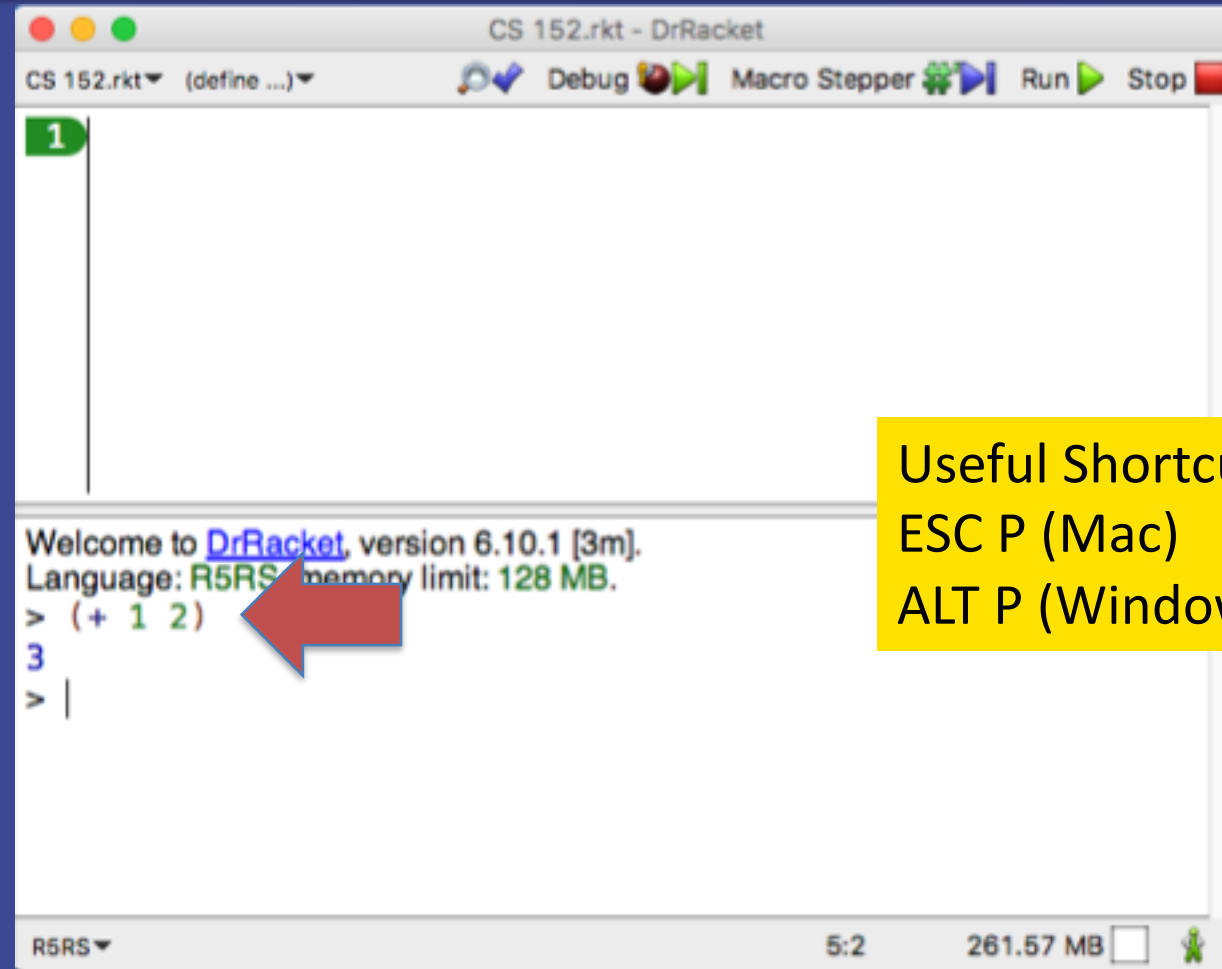 CS 152.rkt - DrRacket
CS 152.rkt (define ...) Debug Macro Stepper Run Stop
1
Welcome to DrRacket, version 6.10.1 [3m].
Language: R5RS; memory limit: 128 MB.
> (+ 1 2)
3
>
Useful Shortcu
ESC P (Mac)
ALT P (Window
R5RS 5:2 261.57 MB